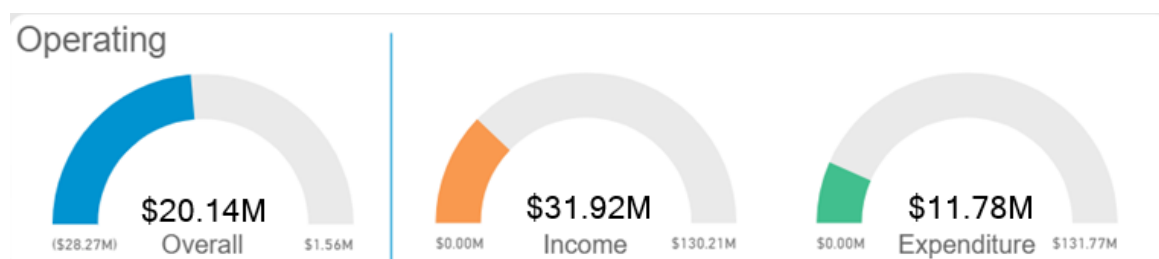 Operating
$20.14M
($28.27M) Overall $1.56M
$31.92M
$0.00M Income $130.21M
$11.78M
$0.00M Expenditure $131.77M